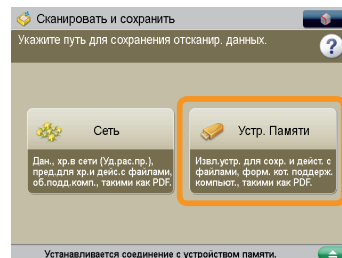 Сканировать и сохранить
Укажите путь для сохранения отсканир. данных.
?
Сеть
Дан., хр.в сети (Уд.рас.пр.),
пред.для хр.и дейс.с файлами,
об.подд.комп., такими как PDF.
Устр. Памяти
Извл.устр. для сохр. и дейст. с
файлами, форм. кот. поддерж.
компьют., такими как PDF.
Устанавливается соединение с устройством памяти.